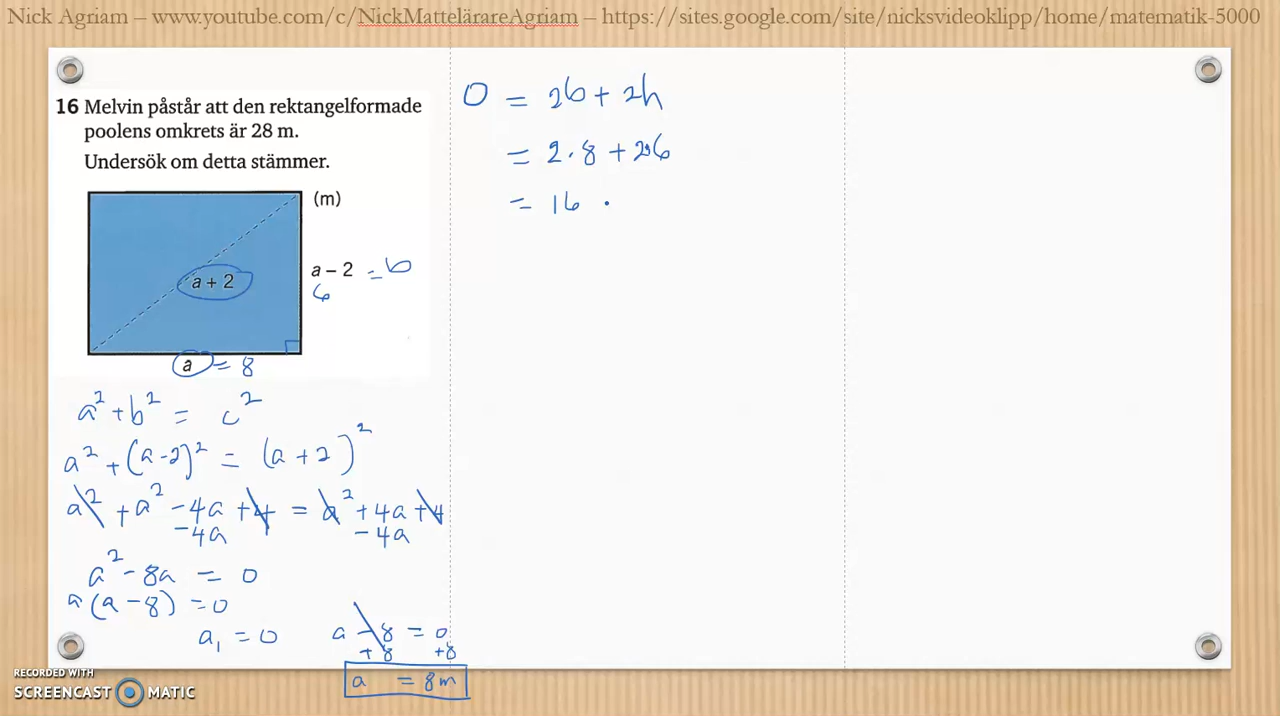 Nick Agriam – www.youtube.com/c/NickMattelärareAgriam – https://sites.google.com/site/nicksvideoklipp/home/matematik-5000
16 Melvin påstår att den rektangelformade
poolens omkrets är 28 m.
Undersök om detta stämmer.
(m)
a + 2
a − 2 = b
6
a = 8
a² + b² = c²
a² + (a - 2)² = (a + 2)²
a² + a² - 4a + 4 = a² + 4a + 4
- 4a - 4a
a² - 8a = 0
a (a - 8) = 0
a₁ = 0 a - 8 = 0
+ 8 + 8
a = 8m
O = 2b + 2h
= 2 · 8 + 2·6
= 16
RECORDED WITH
SCREENCAST MATIC